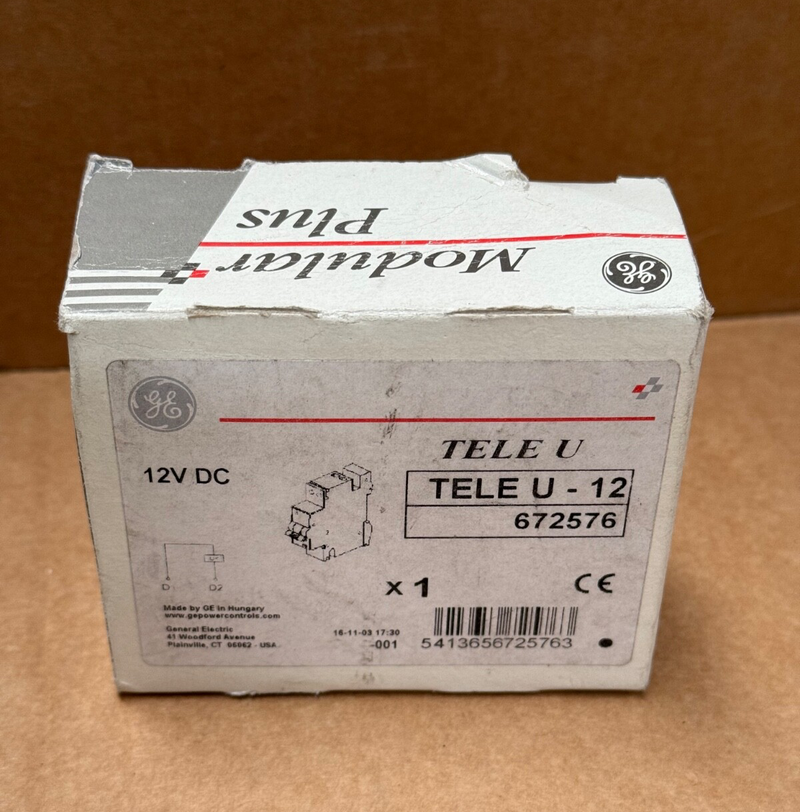 Modular
Plus
GE
GE
TELE U
12V DC
TELE U - 12
672576
D
D2
x 1
CE
Made by GE in Hungary
www.gepowercontrols.com
General Electric
41 Woodford Avenue
Plainville, CT 06062 - USA
16-11-03 17:30
-001
5413656725763